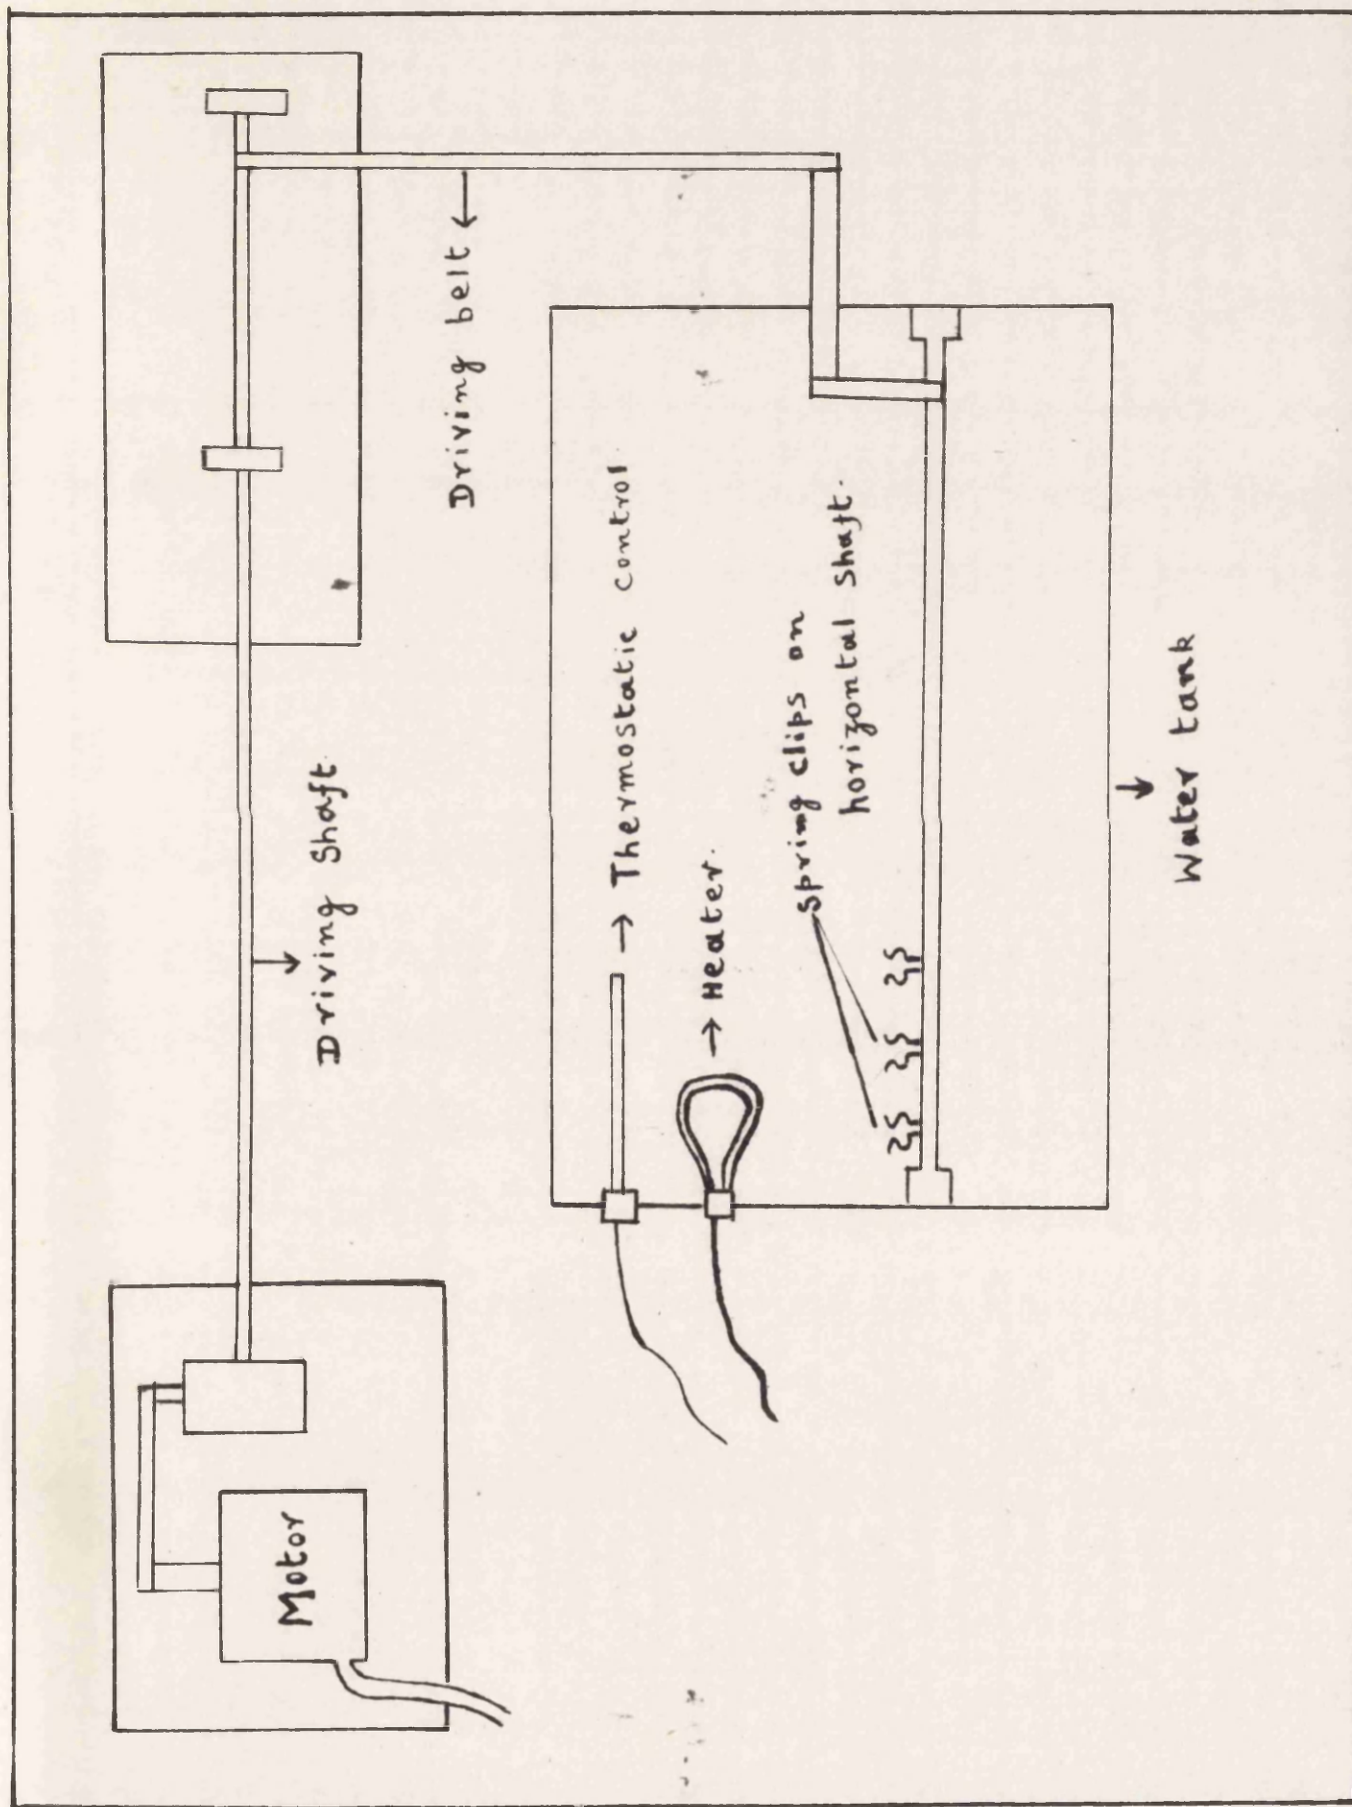 Motor
Driving Shaft.
Driving belt
Thermostatic control.
Heater.
Spring clips on
horizontal shaft.
Water tank